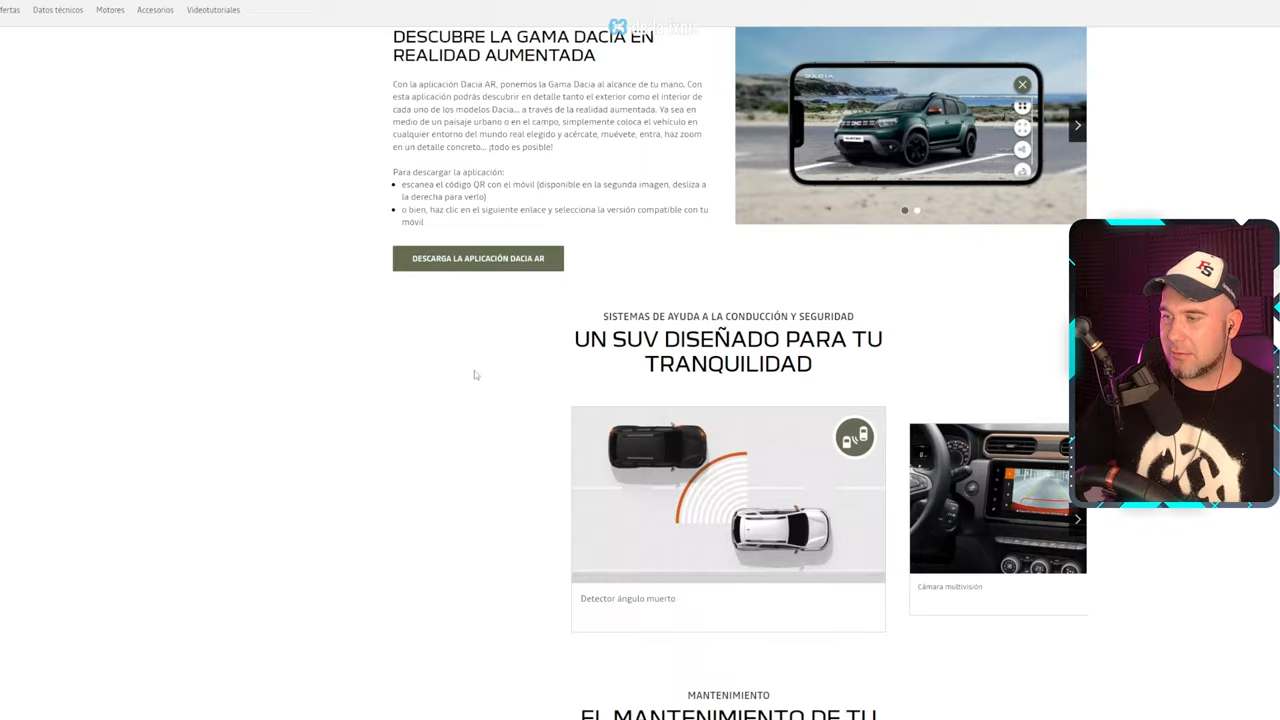 fertas Datos técnicos Motores Accesorios Videotutoriales
DESCUBRE LA GAMA DACIA EN
REALIDAD AUMENTADA
Con la aplicación Dacia AR, ponemos la Gama Dacia al alcance de tu mano. Con
esta aplicación podrás descubrir en detalle tanto el exterior como el interior de
cada uno de los modelos Dacia... a través de la realidad aumentada. Ya sea en
medio de un paisaje urbano o en el campo, simplemente coloca el vehículo en
cualquier entorno del mundo real elegido y acércate, muévete, entra, haz zoom
en un detalle concreto... ¡todo es posible!
Para descargar la aplicación:
escanea el código QR con el móvil (disponible en la segunda imagen, desliza a
la derecha para verlo)
o bien, haz clic en el siguiente enlace y selecciona la versión compatible con tu
móvil
DESCARGA LA APLICACIÓN DACIA AR
DACIA
DUSTER
SISTEMAS DE AYUDA A LA CONDUCCIÓN Y SEGURIDAD
UN SUV DISEÑADO PARA TU
TRANQUILIDAD
Detector ángulo muerto
Cámara multivisión
MANTENIMIENTO
EL MANTENIMIENTO DE TU